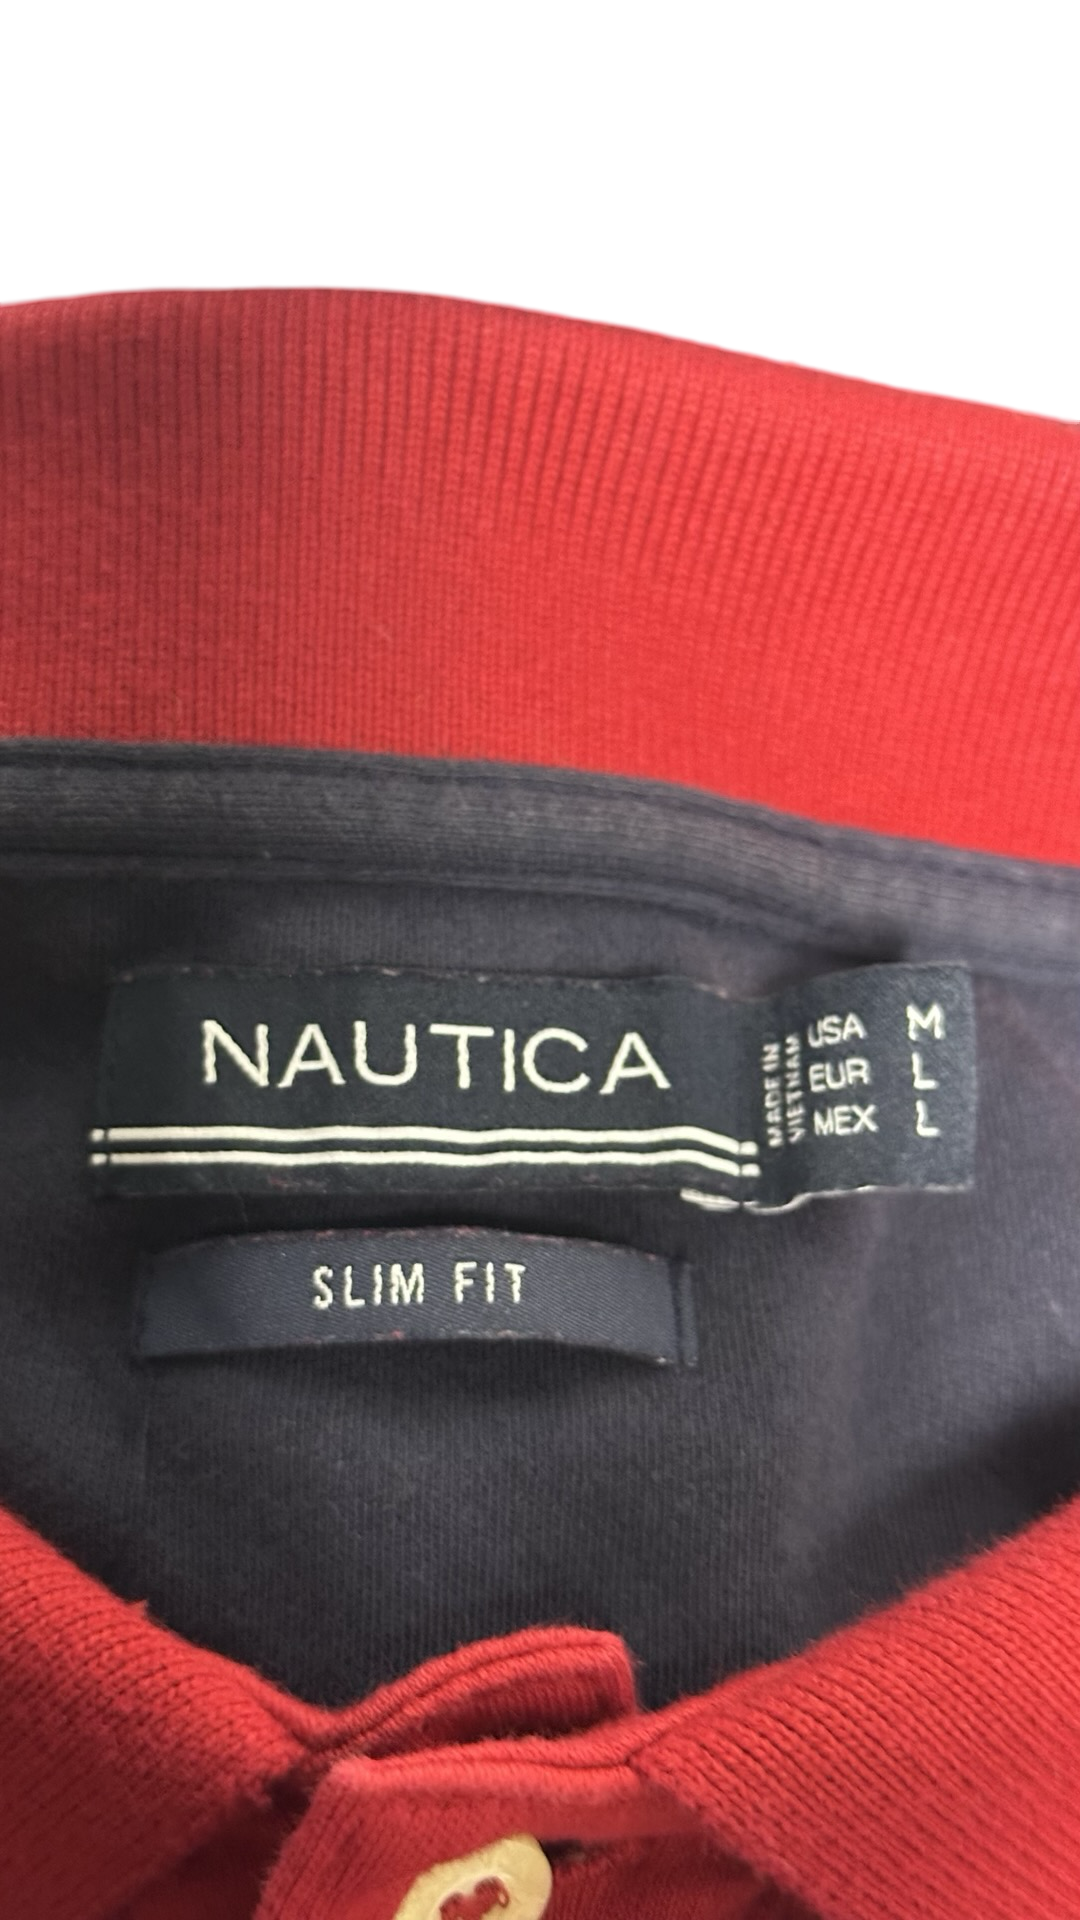 NAUTICA
MADE IN
VIETNAM
USA M
EUR L
MEX L
SLIM FIT